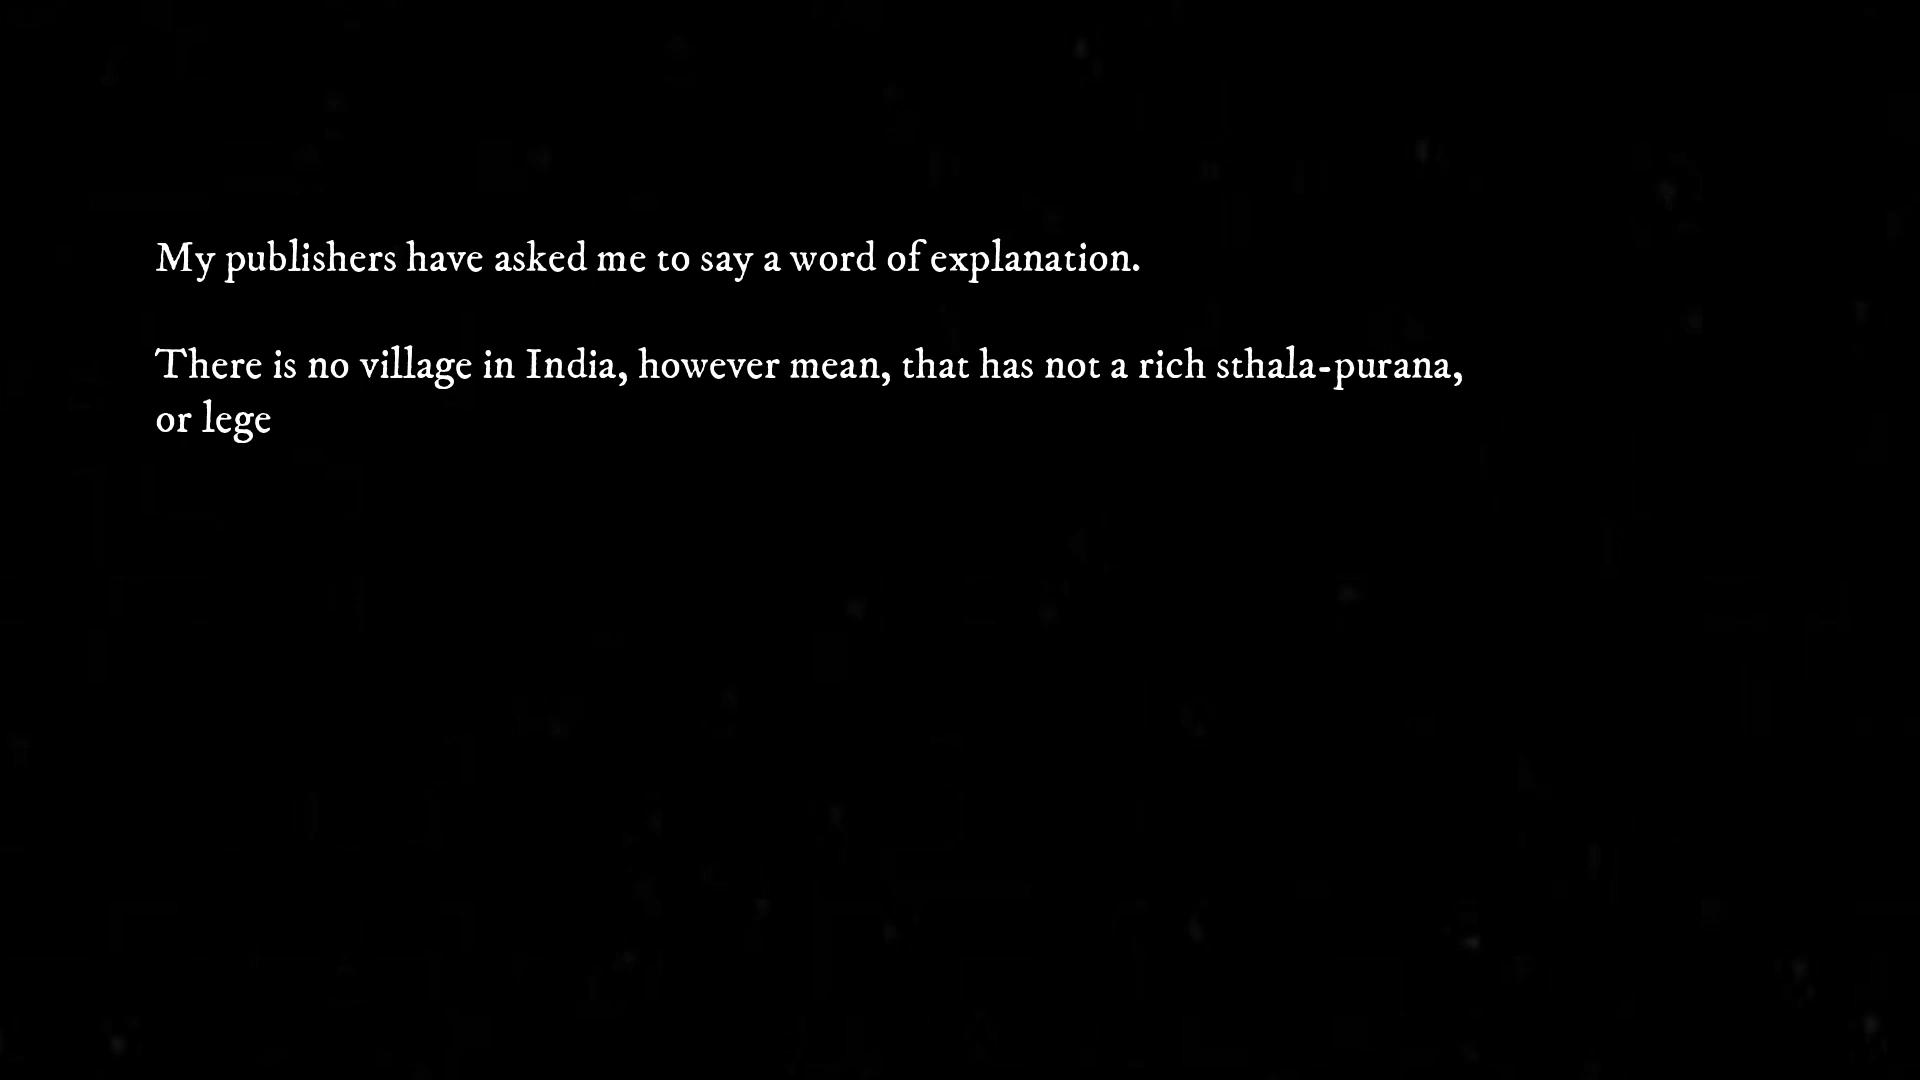 My publishers have asked me to say a word of explanation.
There is no village in India, however mean, that has not a rich sthala-purana,
or lege